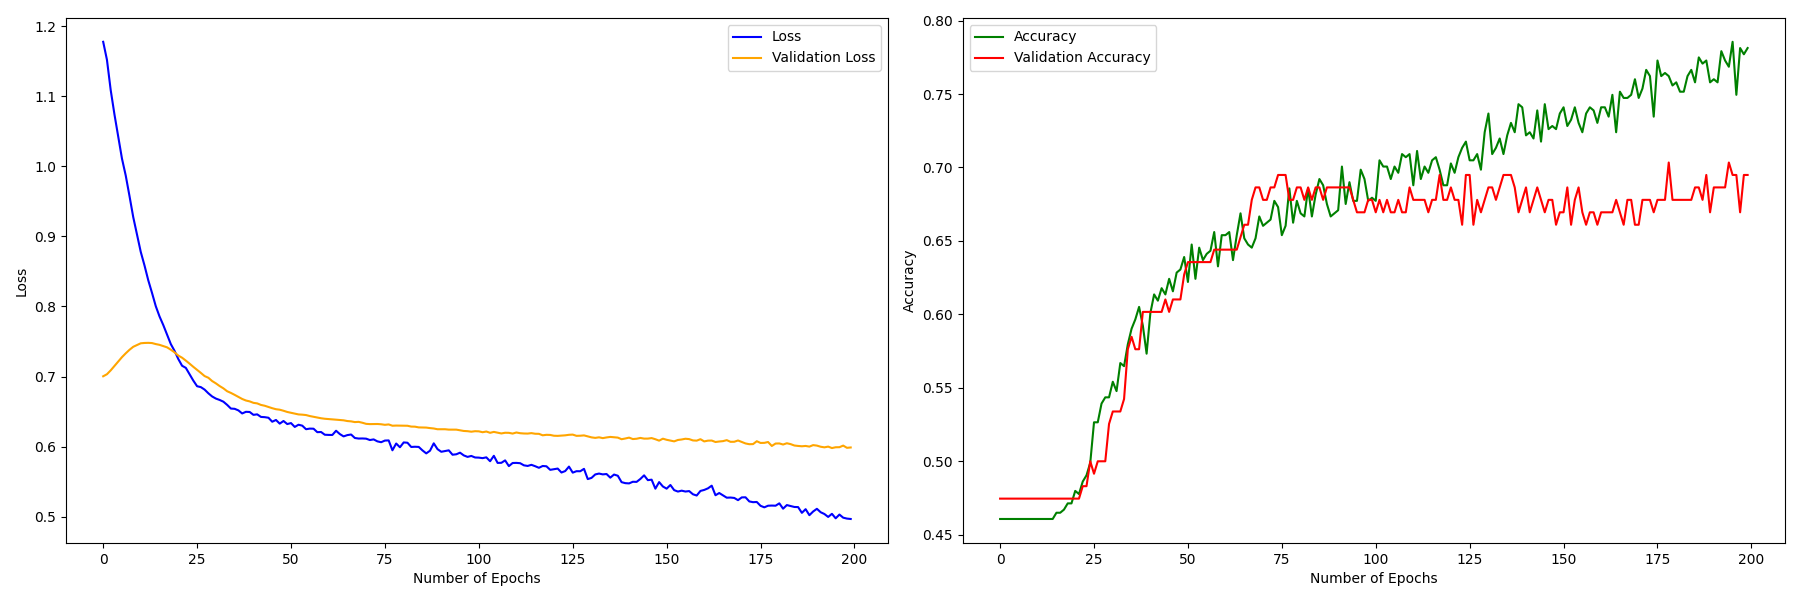 1.2
1.1
1.0
0.9
0.8
0.7
0.6
0.5
Loss
0 25 50 75 100 125 150 175 200
Number of Epochs
Loss
Validation Loss
0.80
0.75
0.70
0.65
0.60
0.55
0.50
0.45
Accuracy
0 25 50 75 100 125 150 175 200
Number of Epochs
Accuracy
Validation Accuracy